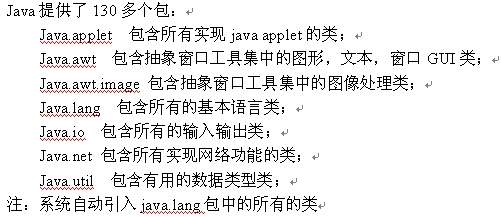 Java 提供了 130 多个包：
Java.applet 包含所有实现 java applet 的类；
Java.awt 包含抽象窗口工具集中的图形，文本，窗口 GUI 类；
Java.awt.image 包含抽象窗口工具集中的图像处理类；
Java.lang 包含所有的基本语言类；
Java.io 包含所有的输入输出类；
Java.net 包含所有实现网络功能的类；
Java.util 包含有用的数据类型类；
注：系统自动引入 java.lang 包中的所有的类